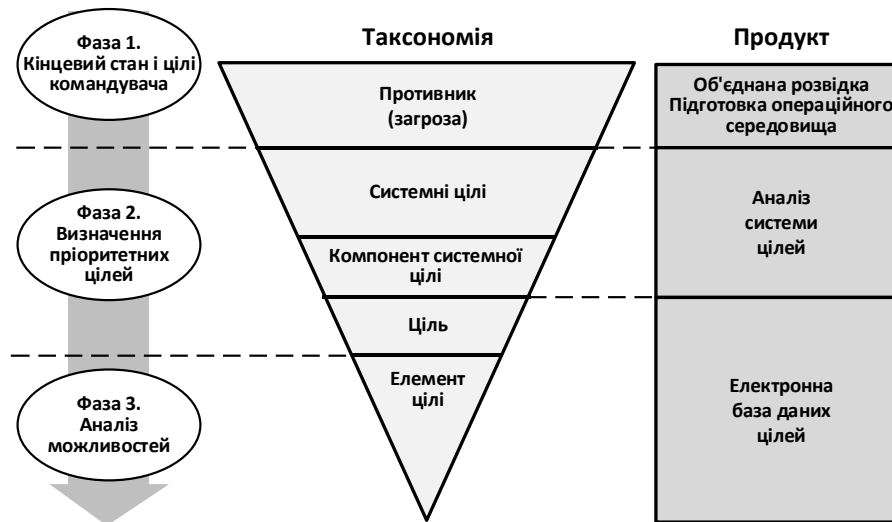 Таксономія
Продукт
Фаза 1.
Кінцевий стан і цілі
командувача
Противник
(загроза)
Об'єднана розвідка
Підготовка операційного
середовища
Фаза 2.
Визначення
пріоритетних
цілей
Системні цілі
Компонент системної
цілі
Аналіз
системи
цілей
Ціль
Фаза 3.
Аналіз
можливостей
Елемент
цілі
Електронна
база даних
цілей